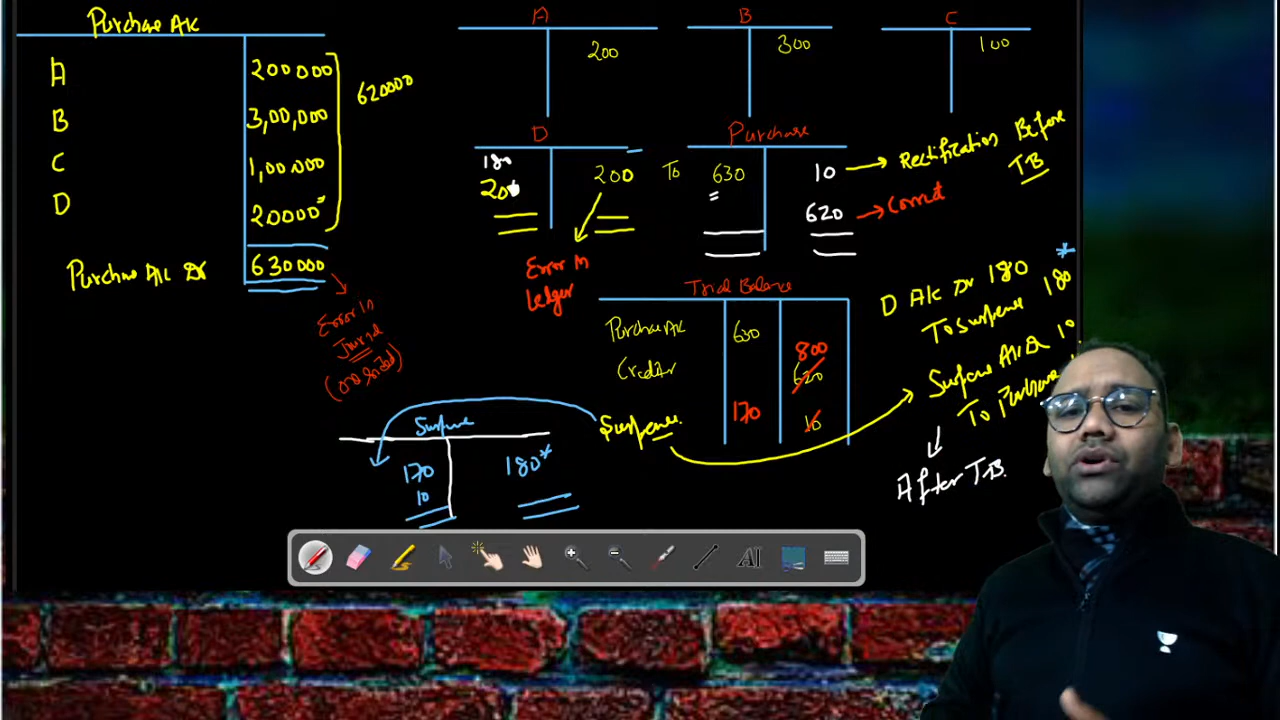 Purchase A/c
A 200000
B 3,00,000
C 1,00,000
D 20000
620000
Purchase A/c Dr 630000
Error in
Journal
A
200
B
300
C
100
D
180
200 200
Error in
Ledger
Purchase
To 630 10
620
Rectification Before
TB
Correct
Trial Balance
Purchase A/c 630
Creditor 620 800
Suspense 170 10
D A/c Dr 180
To suspense 180
Suspense A/c Dr 10
To Purchase
After TB
Suspense
170 180*
10
AI